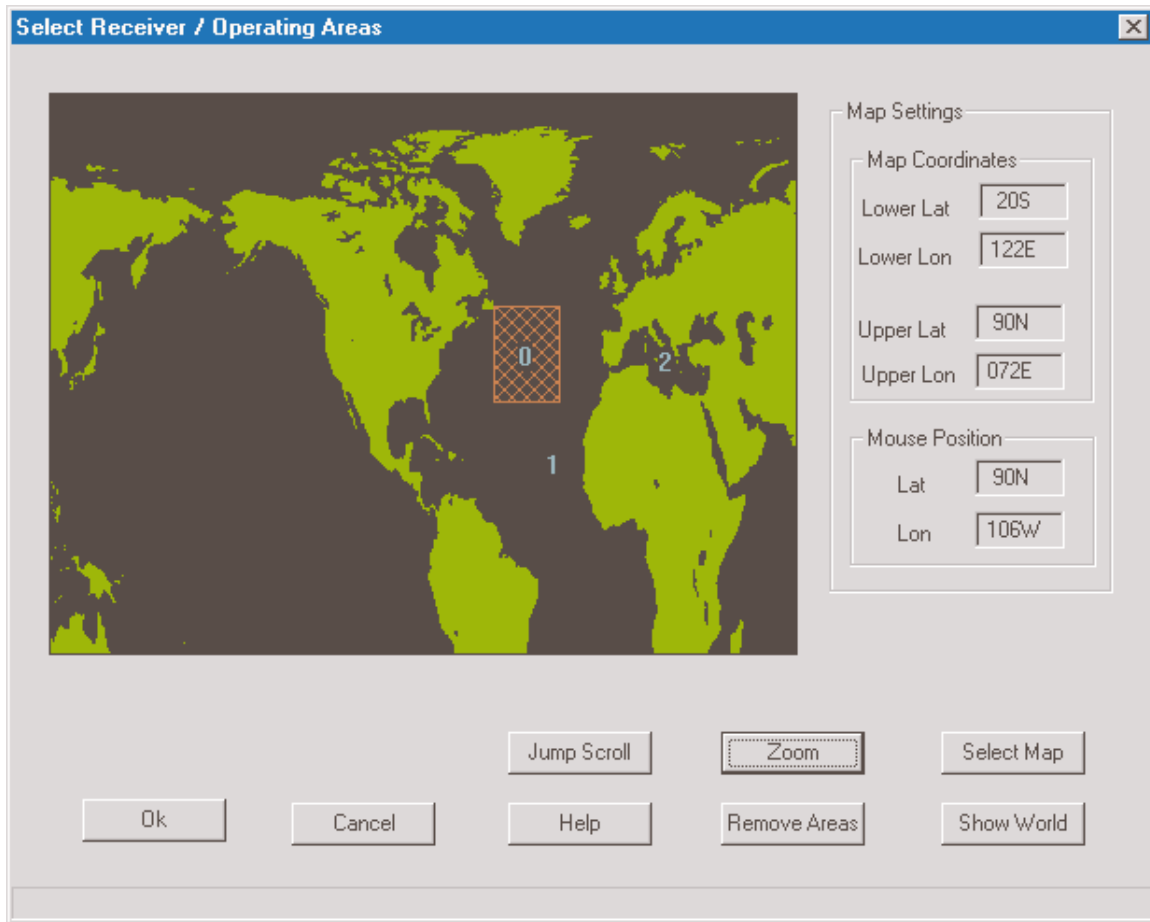 Select Receiver / Operating Areas
Map Settings
Map Coordinates
Lower Lat 20S
Lower Lon 122E
Upper Lat 90N
Upper Lon 072E
Mouse Position
Lat 90N
Lon 106W
0
2
1
Jump Scroll
Zoom
Select Map
Ok
Cancel
Help
Remove Areas
Show World